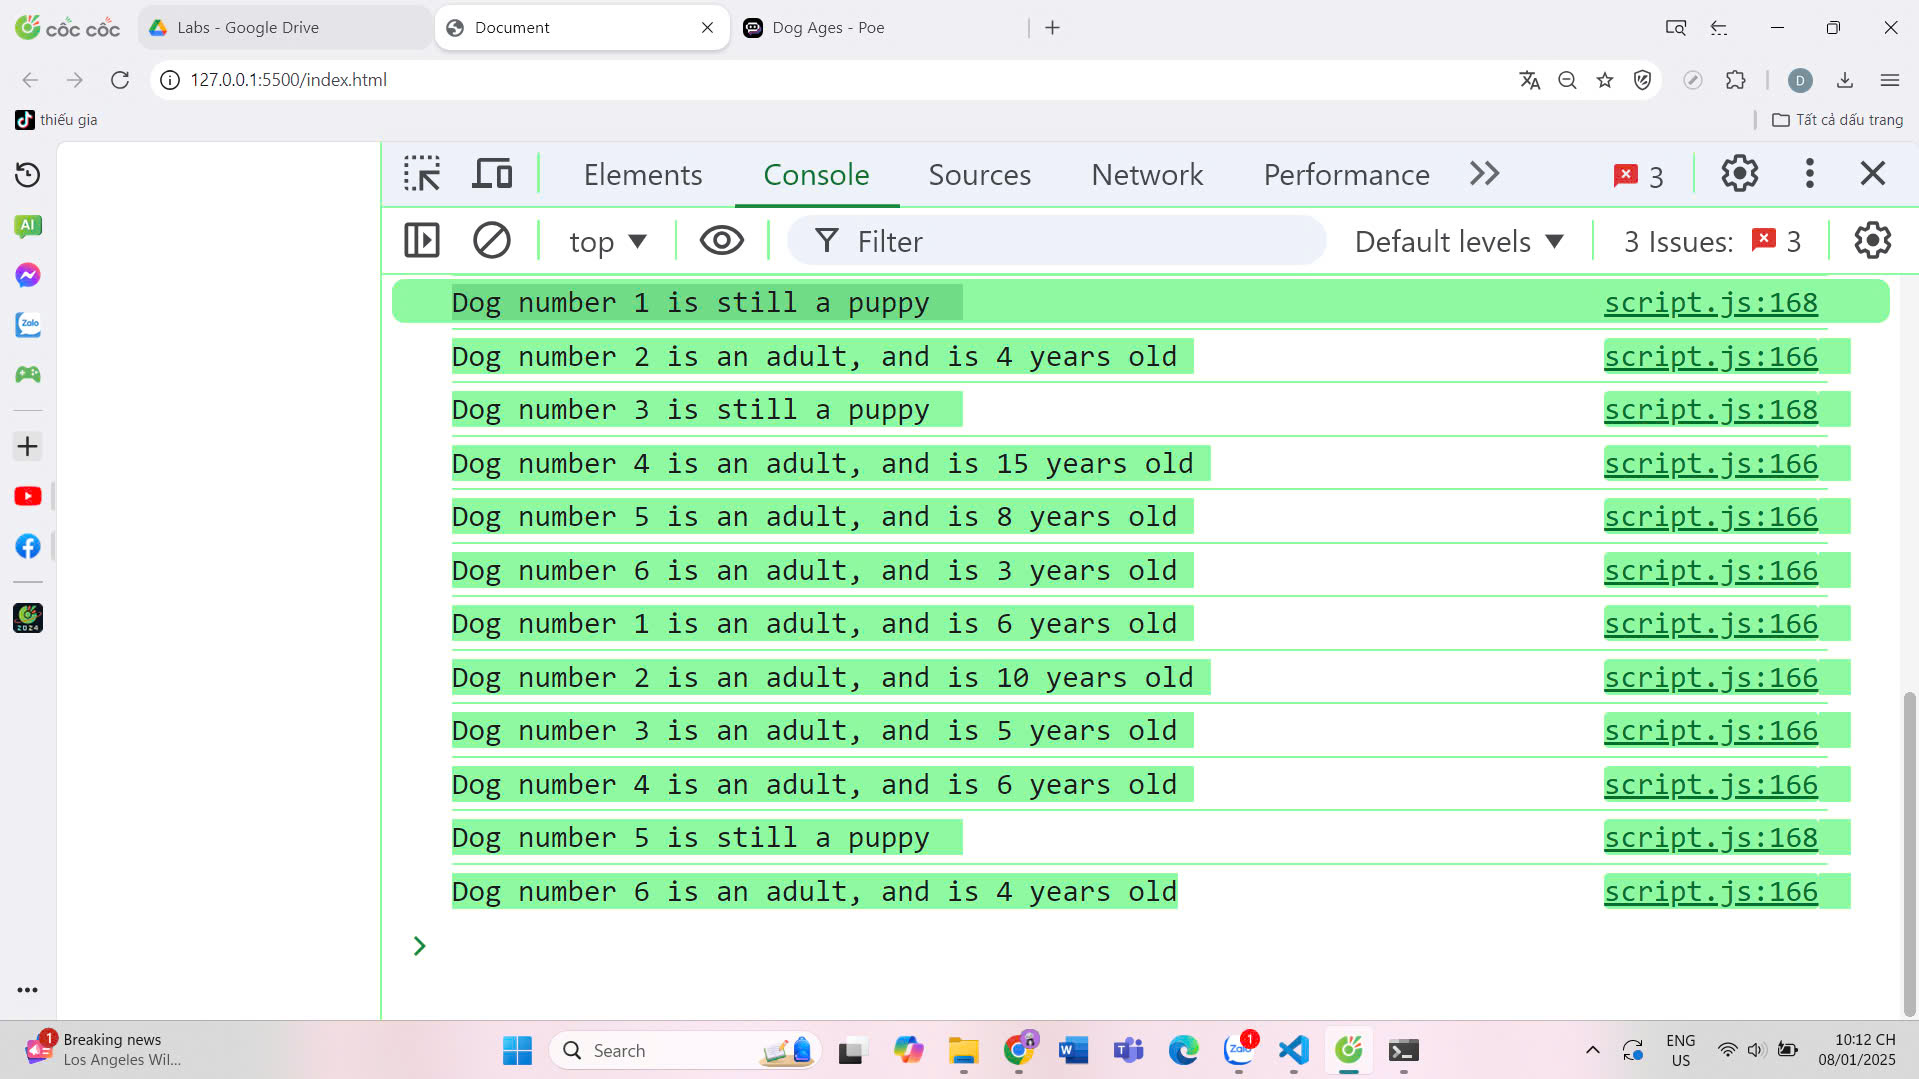 cốc cốc
Labs - Google Drive
Document
Dog Ages - Poe
127.0.0.1:5500/index.html
D
thiếu gia
Tất cả dấu trang
Elements
Console
Sources
Network
Performance
3
top
Filter
Default levels
3 Issues:
3
AI
Zalo
2024
Dog number 1 is still a puppy script.js:168
Dog number 2 is an adult, and is 4 years old script.js:166
Dog number 3 is still a puppy script.js:168
Dog number 4 is an adult, and is 15 years old script.js:166
Dog number 5 is an adult, and is 8 years old script.js:166
Dog number 6 is an adult, and is 3 years old script.js:166
Dog number 1 is an adult, and is 6 years old script.js:166
Dog number 2 is an adult, and is 10 years old script.js:166
Dog number 3 is an adult, and is 5 years old script.js:166
Dog number 4 is an adult, and is 6 years old script.js:166
Dog number 5 is still a puppy script.js:168
Dog number 6 is an adult, and is 4 years old script.js:166
1
Breaking news
Los Angeles Wil...
Search
W
T
Zalo
1
ENG
US
10:12 CH
08/01/2025